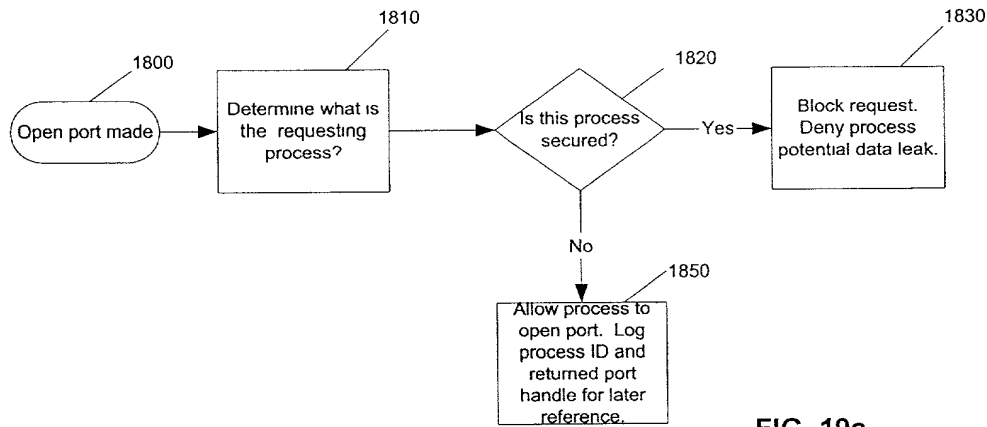 1800
Open port made
1810
Determine what is
the requesting
process?
1820
Is this process
secured?
Yes
1830
Block request.
Deny process
potential data leak.
No
1850
Allow process to
open port. Log
process ID and
returned port
handle for later
reference.